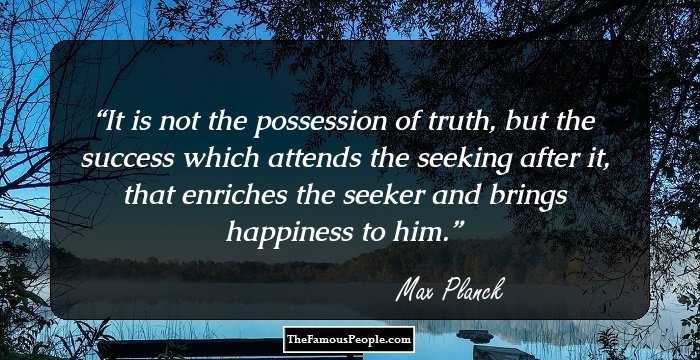 “It is not the possession of truth, but the
success which attends the seeking after it,
that enriches the seeker and brings
happiness to him.”
Max Planck
TheFamousPeople.com